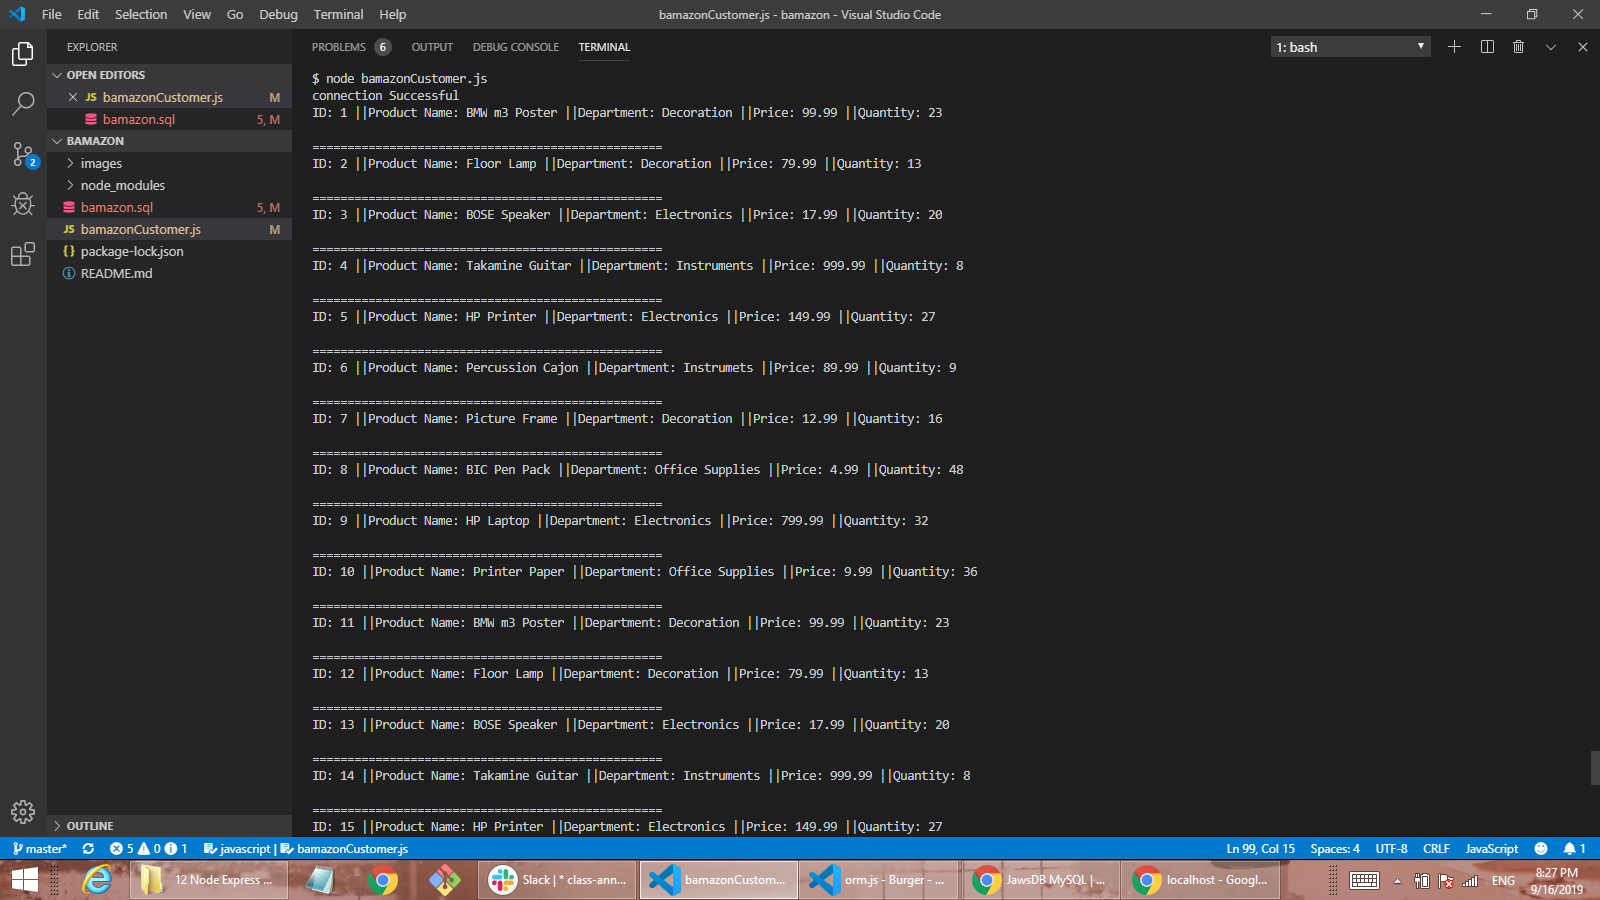 File Edit Selection View Go Debug Terminal Help
bamazonCustomer.js - bamazon - Visual Studio Code
EXPLORER
OPEN EDITORS
JS bamazonCustomer.js M
bamazon.sql 5, M
BAMAZON
images
node_modules
bamazon.sql 5, M
JS bamazonCustomer.js M
{} package-lock.json
README.md
OUTLINE
PROBLEMS 6 OUTPUT DEBUG CONSOLE TERMINAL
1: bash
$ node bamazonCustomer.js
connection Successful
ID: 1 ||Product Name: BMW m3 Poster ||Department: Decoration ||Price: 99.99 ||Quantity: 23
==================================================
ID: 2 ||Product Name: Floor Lamp ||Department: Decoration ||Price: 79.99 ||Quantity: 13
==================================================
ID: 3 ||Product Name: BOSE Speaker ||Department: Electronics ||Price: 17.99 ||Quantity: 20
==================================================
ID: 4 ||Product Name: Takamine Guitar ||Department: Instruments ||Price: 999.99 ||Quantity: 8
==================================================
ID: 5 ||Product Name: HP Printer ||Department: Electronics ||Price: 149.99 ||Quantity: 27
==================================================
ID: 6 ||Product Name: Percussion Cajon ||Department: Instrumets ||Price: 89.99 ||Quantity: 9
==================================================
ID: 7 ||Product Name: Picture Frame ||Department: Decoration ||Price: 12.99 ||Quantity: 16
==================================================
ID: 8 ||Product Name: BIC Pen Pack ||Department: Office Supplies ||Price: 4.99 ||Quantity: 48
==================================================
ID: 9 ||Product Name: HP Laptop ||Department: Electronics ||Price: 799.99 ||Quantity: 32
==================================================
ID: 10 ||Product Name: Printer Paper ||Department: Office Supplies ||Price: 9.99 ||Quantity: 36
==================================================
ID: 11 ||Product Name: BMW m3 Poster ||Department: Decoration ||Price: 99.99 ||Quantity: 23
==================================================
ID: 12 ||Product Name: Floor Lamp ||Department: Decoration ||Price: 79.99 ||Quantity: 13
==================================================
ID: 13 ||Product Name: BOSE Speaker ||Department: Electronics ||Price: 17.99 ||Quantity: 20
==================================================
ID: 14 ||Product Name: Takamine Guitar ||Department: Instruments ||Price: 999.99 ||Quantity: 8
==================================================
ID: 15 ||Product Name: HP Printer ||Department: Electronics ||Price: 149.99 ||Quantity: 27
2
master* 5 0 1 javascript | bamazonCustomer.js
Ln 99, Col 15 Spaces: 4 UTF-8 CRLF JavaScript 1
12 Node Express ...
Slack | * class-ann...
bamazonCustom...
orm.js - Burger - ...
JawsDB MySQL | ...
localhost - Googl...
ENG
8:27 PM
9/16/2019